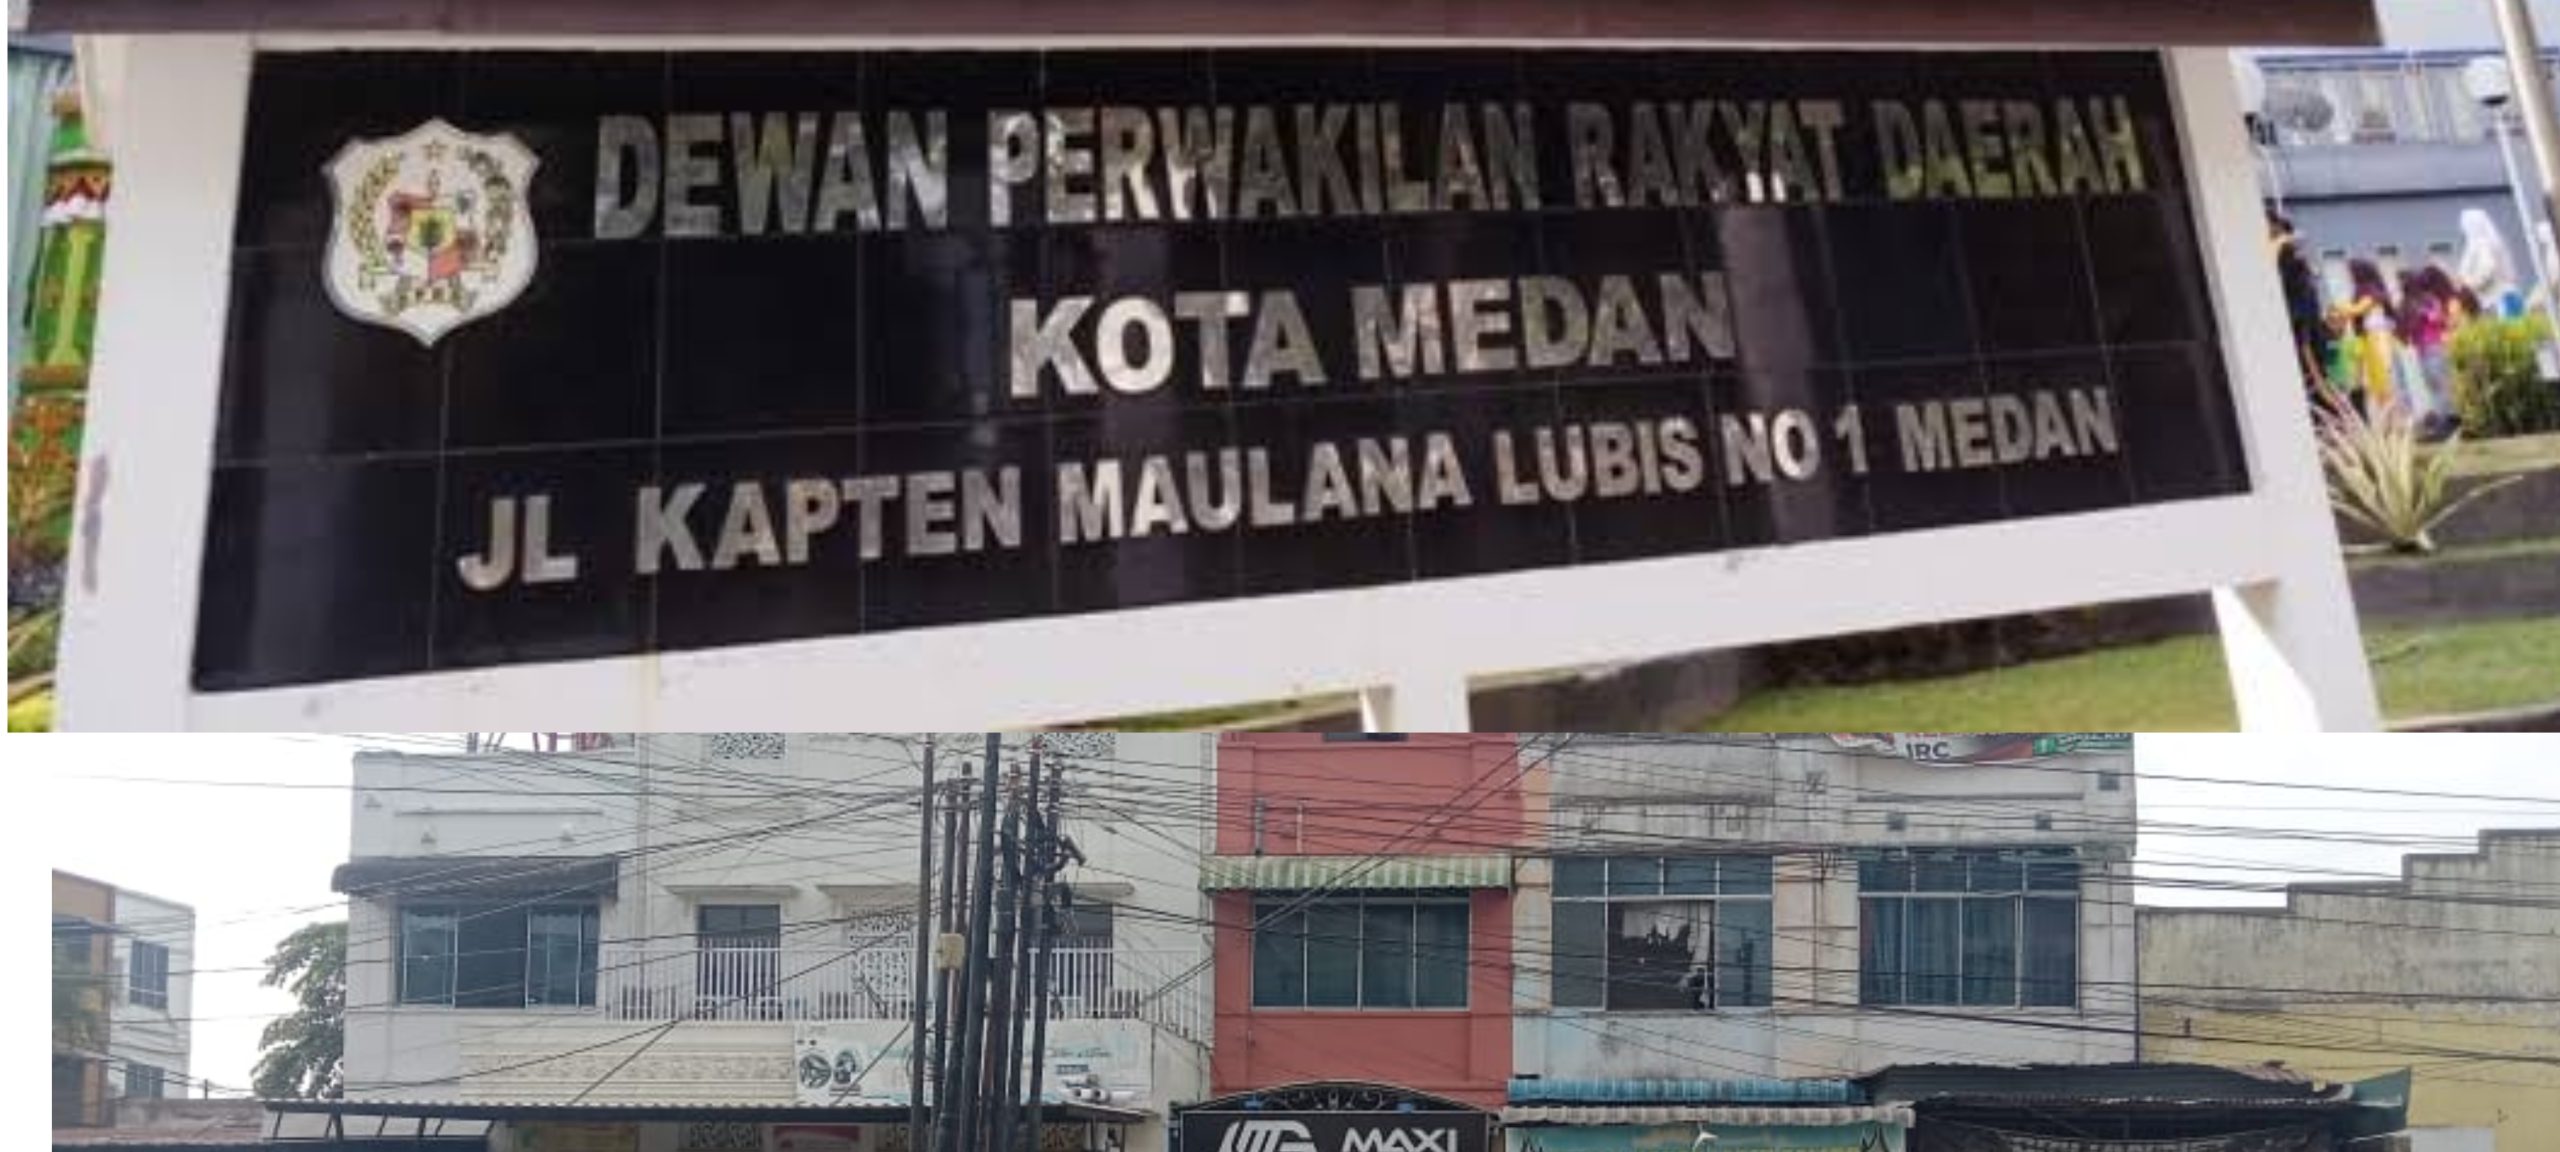 DEWAN PERWAKILAN RAKYAT DAERAH
KOTA MEDAN
JL KAPTEN MAULANA LUBIS NO 1 MEDAN
IRC
MAXI